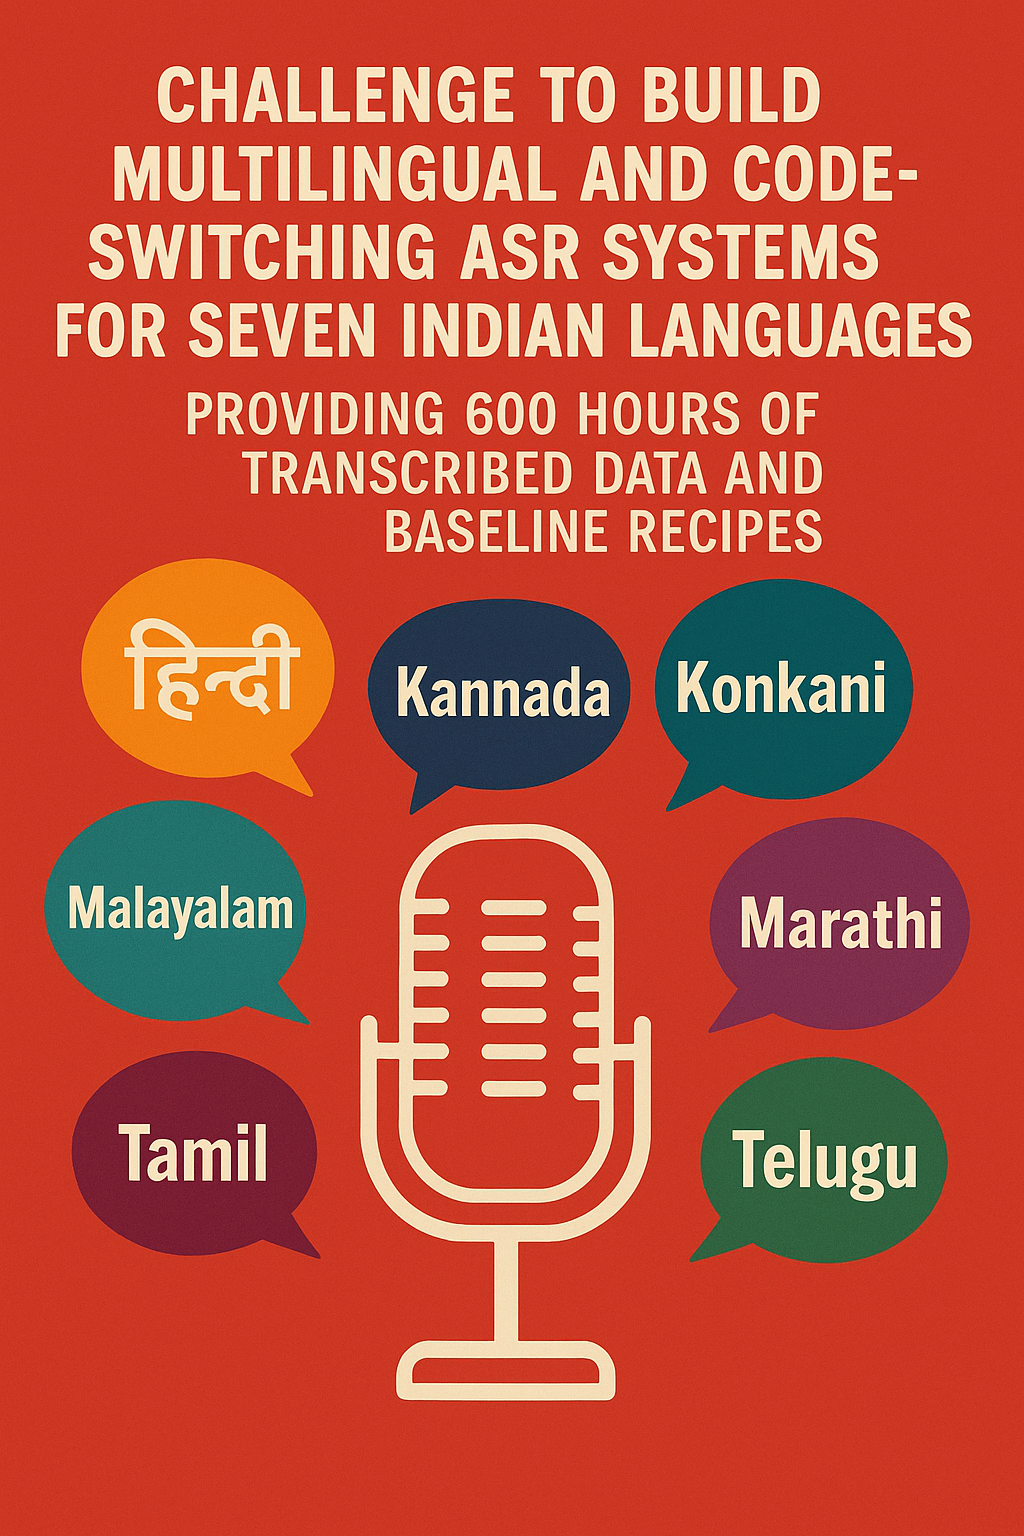 CHALLENGE TO BUILD
MULTILINGUAL AND CODE-
SWITCHING ASR SYSTEMS
FOR SEVEN INDIAN LANGUAGES
PROVIDING 600 HOURS OF
TRANSCRIBED DATA AND
BASELINE RECIPES
हिन्दी
Kannada
Konkani
Malayalam
Marathi
Tamil
Telugu